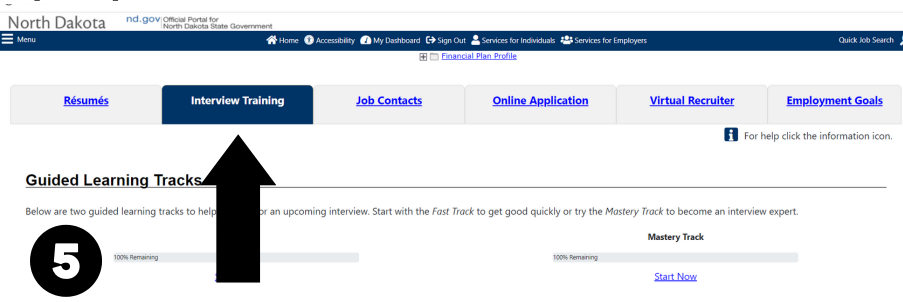 North Dakota nd.gov Official Portal for
North Dakota State Government
Menu Home Accessibility My Dashboard Sign Out Services for Individuals Services for Employers Quick Job Search
Financial Plan Profile
Résumés Interview Training Job Contacts Online Application Virtual Recruiter Employment Goals
For help click the information icon.
Guided Learning Tracks
Below are two guided learning tracks to help or an upcoming interview. Start with the Fast Track to get good quickly or try the Mastery Track to become an interview expert.
Mastery Track
5 100% Remaining 100% Remaining
Start Now